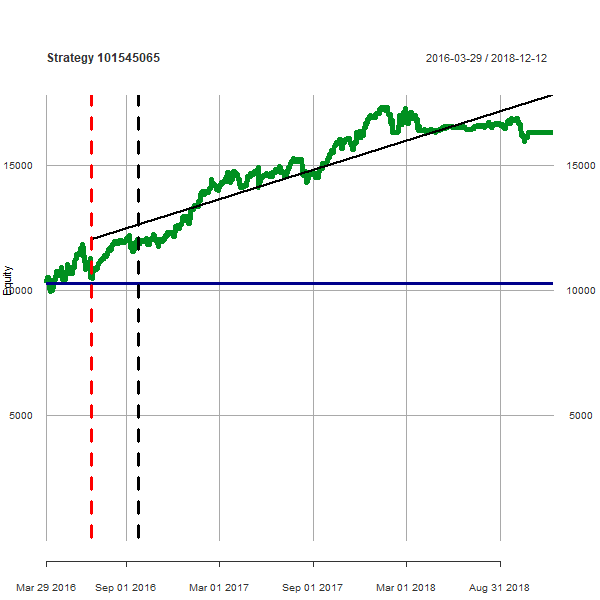 Strategy 101545065
2016-03-29 / 2018-12-12
15000
15000
Equity
10000
10000
5000
5000
Mar 29 2016
Sep 01 2016
Mar 01 2017
Sep 01 2017
Mar 01 2018
Aug 31 2018